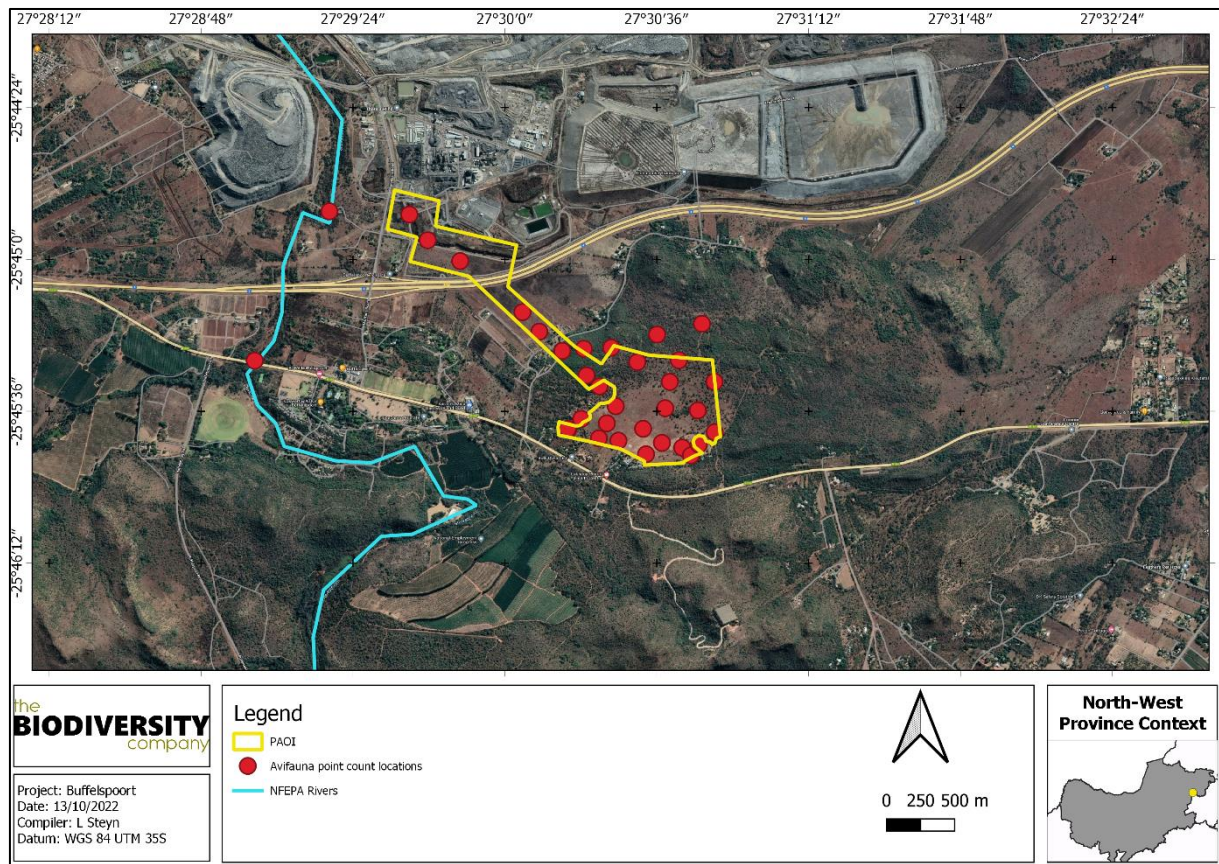 27°28′12″ 27°28′48″ 27°29′24″ 27°30′0″ 27°30′36″ 27°31′12″ 27°31′48″ 27°32′24″
-25°44′24″
-25°45′0″
-25°45′36″
-25°46′12″
the
BIODIVERSITY
company
Project: Buffelspoort
Date: 13/10/2022
Compiler: L Steyn
Datum: WGS 84 UTM 35S
Legend
PAOI
Avifauna point count locations
NFEPA Rivers
0 250 500 m
North-West
Province Context